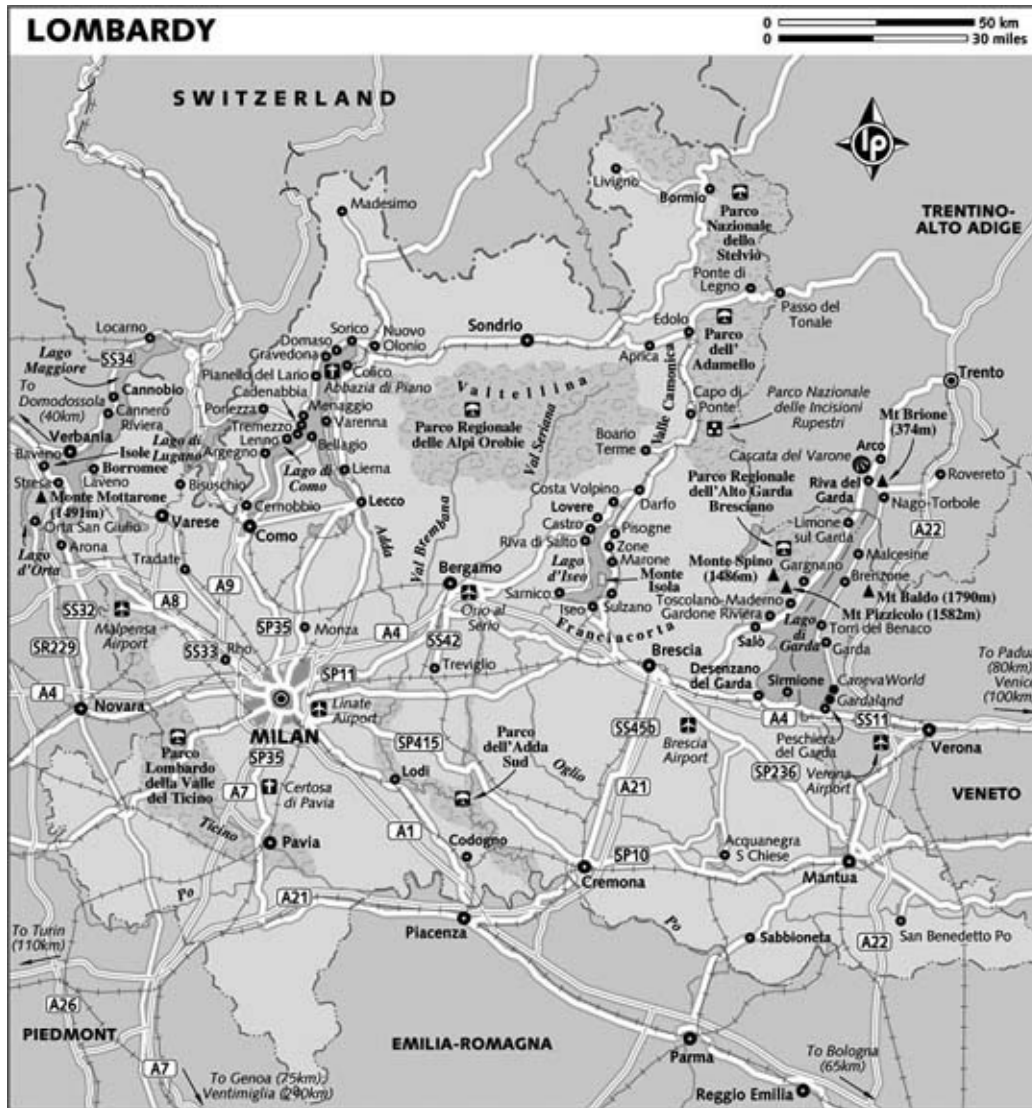 LOMBARDY
0 50 km
0 30 miles
SWITZERLAND
lp
Livigno
Bormio
Madesimo
Parco
Nazionale
dello
Stelvio
TRENTINO-
ALTO ADIGE
Ponte di
Legno
Passo del
Tonale
Locarno
Sorico
Nuovo
Olonio
Domaso
Gravedona
Sondrio
Edolo
Parco
dell'
Adamello
Lago
Maggiore
SS34
Pianello del Lario
Colico
Abbazia di Piano
Aprica
To
Domodossola
(40km)
Cannobio
Cadenabbia
Valtellina
Valle Camonica
Trento
Cannero
Riviera
Porlezza
Menaggio
Varenna
Parco Regionale
delle Alpi Orobie
Val Seriana
Capo di
Ponte
Parco Nazionale
delle Incisioni
Rupestri
Mt Brione
(374m)
Verbania
Lago di
Lugano
Tremezzo
Lenno
Bellagio
Boario
Terme
Arco
Baveno
Isole
Borromee
Argegno
Lago di
Como
Lierna
Cascata del Varone
Rovereto
Stresa
Laveno
Bisuschio
Costa Volpino
Darfo
Parco Regionale
dell'Alto Garda
Bresciano
Riva del
Garda
Nago-Torbole
Monte Mottarone
(1491m)
Cernobbio
Lecco
Lovere
Pisogne
Orta San Giulio
Varese
Como
Adda
Val Brembana
Castro
Riva di Salto
Zone
Limone
sul Garda
A22
Lago
d'Orta
Arona
Tradate
Marone
Malcesine
Lago
d'Iseo
Monte
Isola
Monte Spino
(1486m)
Gargnano
Brenzone
A9
Bergamo
Sarnico
Mt Baldo (1790m)
SS32
A8
Orio al
Serio
Iseo
Sulzano
Toscolano-Maderno
Mt Pizzicolo (1582m)
Malpensa
Airport
SP35
Monza
A4
Franciacorta
Gardone Riviera
Lago
di
Garda
Torri del Benaco
SR229
SS33
Rho
SS42
Salò
Garda
SP11
Treviglio
Brescia
Desenzano
del Garda
Sirmione
CanevaWorld
Gardaland
To Padua
(80km)
Venice
(100km)
A4
Novara
Linate
Airport
A4
SS11
MILAN
Parco
Lombardo
della Valle
del Ticino
SP35
SP415
Parco
dell'Adda
Sud
SS45b
Brescia
Airport
Peschiera
del Garda
Verona
Oglio
SP236
Verona
Airport
Lodi
A7
Certosa
di Pavia
A21
VENETO
Ticino
A1
Pavia
Codogno
SP10
Acquanegra
S Chiese
Cremona
Mantua
Po
A21
Piacenza
Po
Sabbioneta
San Benedetto Po
A22
To Turin
(110km)
A26
PIEDMONT
EMILIA-ROMAGNA
A7
Parma
To Bologna
(65km)
To Genoa (75km);
Ventimiglia (290km)
Reggio Emilia